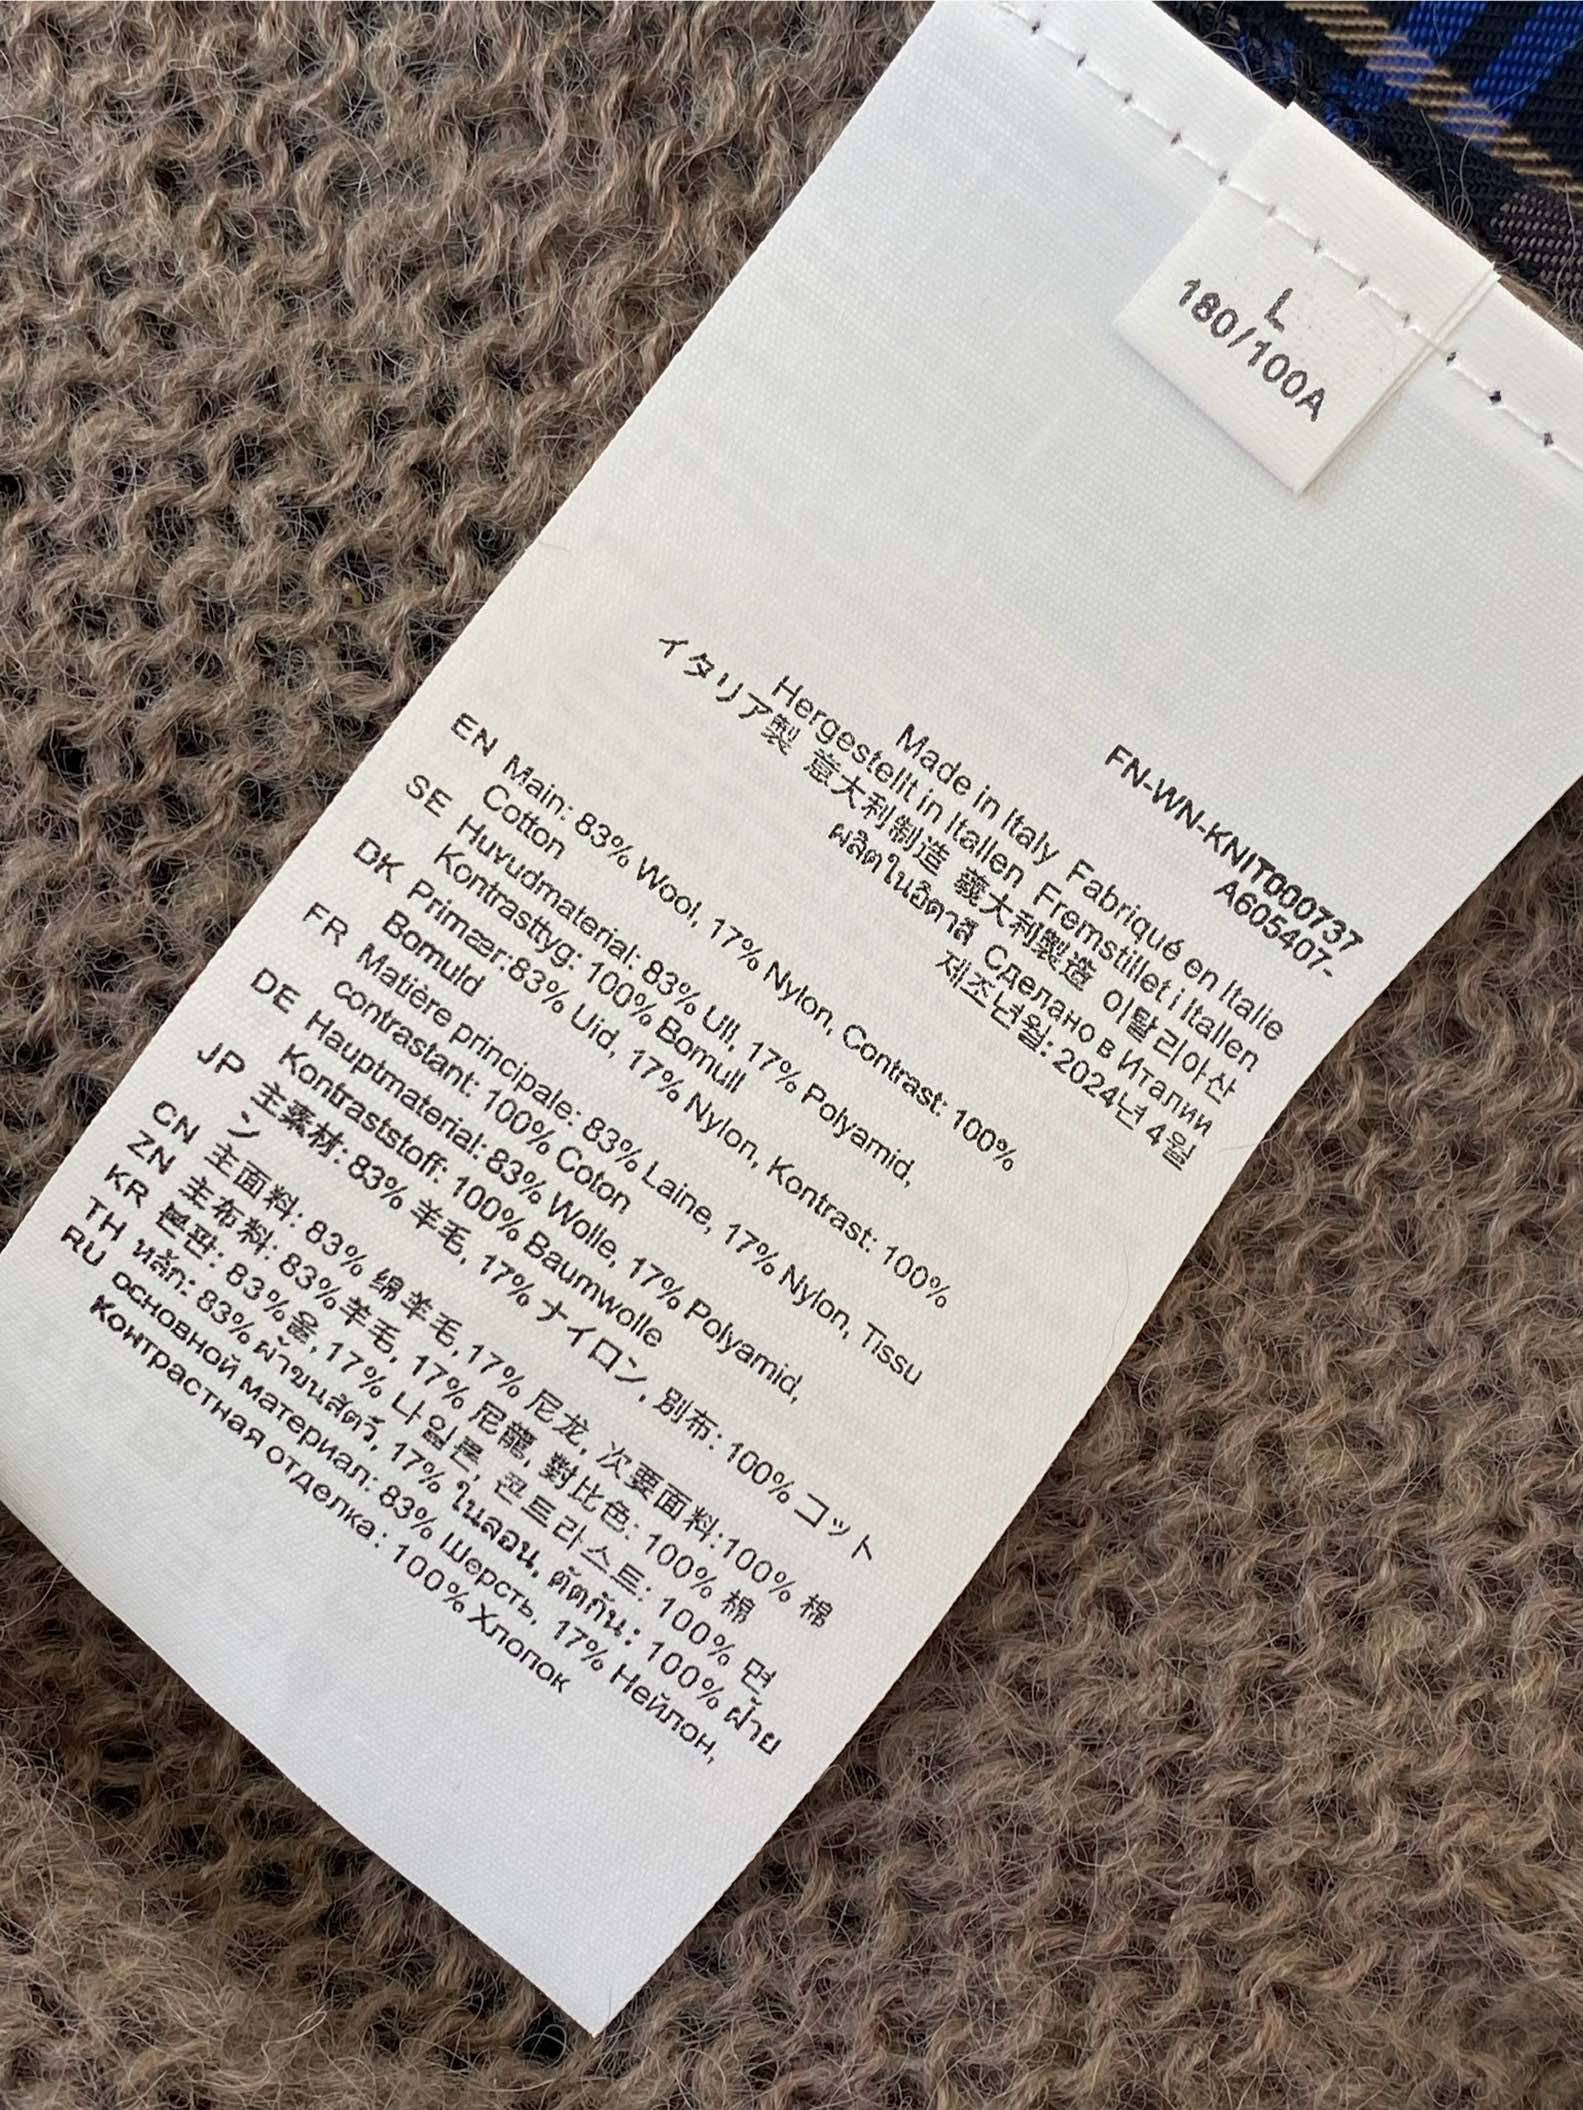 L
180/100A
FN-WN-KNIT000737
A605407-
Made in Italy Fabriqué en Italie
Hergestellt in Itallen Fremstillet i Itallen
イタリア製 意大利制造 義大利製造 이탈리아산
ผลิตในอิตาลี Сделано в Италии
제조년월: 2024년 4월
EN Main: 83% Wool, 17% Nylon, Contrast: 100%
Cotton
SE Huvudmaterial: 83% Ull, 17% Polyamid,
Kontrasttyg: 100% Bomull
DK Primær:83% Uid, 17% Nylon, Kontrast: 100%
Bomuld
FR Matière principale: 83% Laine, 17% Nylon, Tissu
contrastant: 100% Coton
DE Hauptmaterial: 83% Wolle, 17% Polyamid,
Kontraststoff: 100% Baumwolle
JP 主素材: 83% 羊毛, 17% ナイロン, 別布: 100% コット
ン
CN 主面料: 83% 绵羊毛, 17% 尼龙, 次要面料:100% 棉
ZN 主布料: 83% 羊毛, 17% 尼龍, 對比色: 100% 棉
KR 본판: 83% 울, 17% 나일론, 콘트라스트: 100% 면
TH หลัก: 83% ผ้าขนสัตว์, 17% ไนลอน, ตัดกัน: 100% ฝ้าย
RU основной материал: 83% Шерсть, 17% Нейлон,
Контрастная отделка: 100% Хлопок